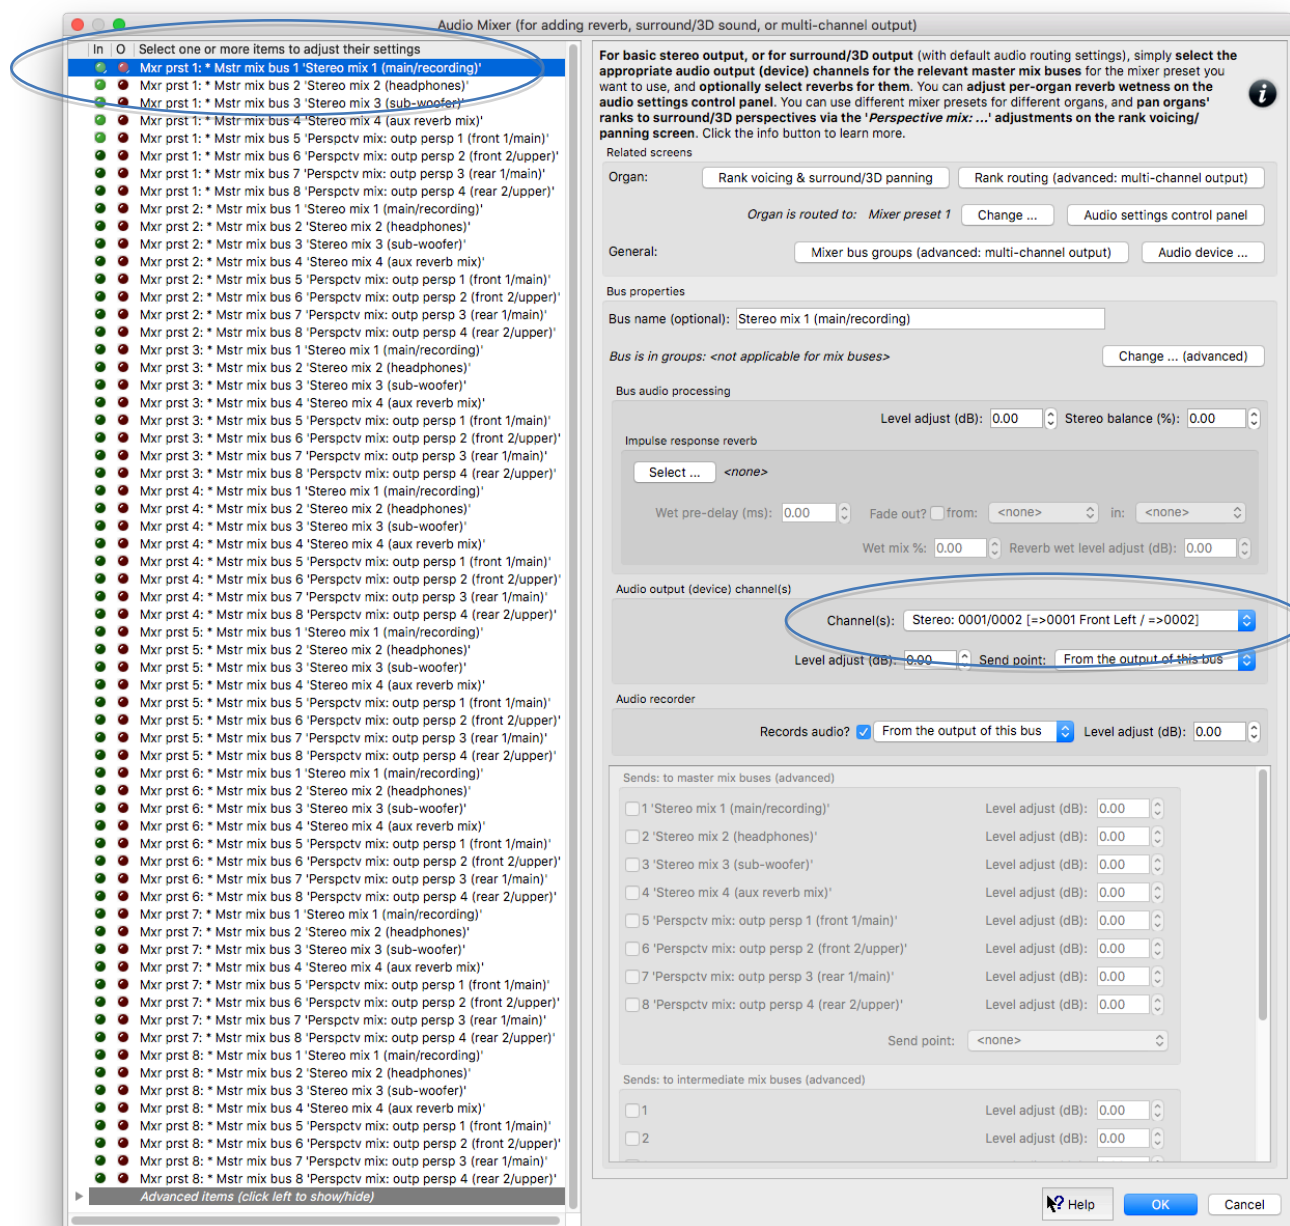 Audio Mixer (for adding reverb, surround/3D sound, or multi-channel output)
In O Select one or more items to adjust their settings
Mxr prst 1: * Mstr mix bus 1 'Stereo mix 1 (main/recording)'
Mxr prst 1: * Mstr mix bus 2 'Stereo mix 2 (headphones)'
Mxr prst 1: * Mstr mix bus 3 'Stereo mix 3 (sub-woofer)'
Mxr prst 1: * Mstr mix bus 4 'Stereo mix 4 (aux reverb mix)'
Mxr prst 1: * Mstr mix bus 5 'Perspctv mix: outp persp 1 (front 1/main)'
Mxr prst 1: * Mstr mix bus 6 'Perspctv mix: outp persp 2 (front 2/upper)'
Mxr prst 1: * Mstr mix bus 7 'Perspctv mix: outp persp 3 (rear 1/main)'
Mxr prst 1: * Mstr mix bus 8 'Perspctv mix: outp persp 4 (rear 2/upper)'
Mxr prst 2: * Mstr mix bus 1 'Stereo mix 1 (main/recording)'
Mxr prst 2: * Mstr mix bus 2 'Stereo mix 2 (headphones)'
Mxr prst 2: * Mstr mix bus 3 'Stereo mix 3 (sub-woofer)'
Mxr prst 2: * Mstr mix bus 4 'Stereo mix 4 (aux reverb mix)'
Mxr prst 2: * Mstr mix bus 5 'Perspctv mix: outp persp 1 (front 1/main)'
Mxr prst 2: * Mstr mix bus 6 'Perspctv mix: outp persp 2 (front 2/upper)'
Mxr prst 2: * Mstr mix bus 7 'Perspctv mix: outp persp 3 (rear 1/main)'
Mxr prst 2: * Mstr mix bus 8 'Perspctv mix: outp persp 4 (rear 2/upper)'
Mxr prst 3: * Mstr mix bus 1 'Stereo mix 1 (main/recording)'
Mxr prst 3: * Mstr mix bus 2 'Stereo mix 2 (headphones)'
Mxr prst 3: * Mstr mix bus 3 'Stereo mix 3 (sub-woofer)'
Mxr prst 3: * Mstr mix bus 4 'Stereo mix 4 (aux reverb mix)'
Mxr prst 3: * Mstr mix bus 5 'Perspctv mix: outp persp 1 (front 1/main)'
Mxr prst 3: * Mstr mix bus 6 'Perspctv mix: outp persp 2 (front 2/upper)'
Mxr prst 3: * Mstr mix bus 7 'Perspctv mix: outp persp 3 (rear 1/main)'
Mxr prst 3: * Mstr mix bus 8 'Perspctv mix: outp persp 4 (rear 2/upper)'
Mxr prst 4: * Mstr mix bus 1 'Stereo mix 1 (main/recording)'
Mxr prst 4: * Mstr mix bus 2 'Stereo mix 2 (headphones)'
Mxr prst 4: * Mstr mix bus 3 'Stereo mix 3 (sub-woofer)'
Mxr prst 4: * Mstr mix bus 4 'Stereo mix 4 (aux reverb mix)'
Mxr prst 4: * Mstr mix bus 5 'Perspctv mix: outp persp 1 (front 1/main)'
Mxr prst 4: * Mstr mix bus 6 'Perspctv mix: outp persp 2 (front 2/upper)'
Mxr prst 4: * Mstr mix bus 7 'Perspctv mix: outp persp 3 (rear 1/main)'
Mxr prst 4: * Mstr mix bus 8 'Perspctv mix: outp persp 4 (rear 2/upper)'
Mxr prst 5: * Mstr mix bus 1 'Stereo mix 1 (main/recording)'
Mxr prst 5: * Mstr mix bus 2 'Stereo mix 2 (headphones)'
Mxr prst 5: * Mstr mix bus 3 'Stereo mix 3 (sub-woofer)'
Mxr prst 5: * Mstr mix bus 4 'Stereo mix 4 (aux reverb mix)'
Mxr prst 5: * Mstr mix bus 5 'Perspctv mix: outp persp 1 (front 1/main)'
Mxr prst 5: * Mstr mix bus 6 'Perspctv mix: outp persp 2 (front 2/upper)'
Mxr prst 5: * Mstr mix bus 7 'Perspctv mix: outp persp 3 (rear 1/main)'
Mxr prst 5: * Mstr mix bus 8 'Perspctv mix: outp persp 4 (rear 2/upper)'
Mxr prst 6: * Mstr mix bus 1 'Stereo mix 1 (main/recording)'
Mxr prst 6: * Mstr mix bus 2 'Stereo mix 2 (headphones)'
Mxr prst 6: * Mstr mix bus 3 'Stereo mix 3 (sub-woofer)'
Mxr prst 6: * Mstr mix bus 4 'Stereo mix 4 (aux reverb mix)'
Mxr prst 6: * Mstr mix bus 5 'Perspctv mix: outp persp 1 (front 1/main)'
Mxr prst 6: * Mstr mix bus 6 'Perspctv mix: outp persp 2 (front 2/upper)'
Mxr prst 6: * Mstr mix bus 7 'Perspctv mix: outp persp 3 (rear 1/main)'
Mxr prst 6: * Mstr mix bus 8 'Perspctv mix: outp persp 4 (rear 2/upper)'
Mxr prst 7: * Mstr mix bus 1 'Stereo mix 1 (main/recording)'
Mxr prst 7: * Mstr mix bus 2 'Stereo mix 2 (headphones)'
Mxr prst 7: * Mstr mix bus 3 'Stereo mix 3 (sub-woofer)'
Mxr prst 7: * Mstr mix bus 4 'Stereo mix 4 (aux reverb mix)'
Mxr prst 7: * Mstr mix bus 5 'Perspctv mix: outp persp 1 (front 1/main)'
Mxr prst 7: * Mstr mix bus 6 'Perspctv mix: outp persp 2 (front 2/upper)'
Mxr prst 7: * Mstr mix bus 7 'Perspctv mix: outp persp 3 (rear 1/main)'
Mxr prst 7: * Mstr mix bus 8 'Perspctv mix: outp persp 4 (rear 2/upper)'
Mxr prst 8: * Mstr mix bus 1 'Stereo mix 1 (main/recording)'
Mxr prst 8: * Mstr mix bus 2 'Stereo mix 2 (headphones)'
Mxr prst 8: * Mstr mix bus 3 'Stereo mix 3 (sub-woofer)'
Mxr prst 8: * Mstr mix bus 4 'Stereo mix 4 (aux reverb mix)'
Mxr prst 8: * Mstr mix bus 5 'Perspctv mix: outp persp 1 (front 1/main)'
Mxr prst 8: * Mstr mix bus 6 'Perspctv mix: outp persp 2 (front 2/upper)'
Mxr prst 8: * Mstr mix bus 7 'Perspctv mix: outp persp 3 (rear 1/main)'
Mxr prst 8: * Mstr mix bus 8 'Perspctv mix: outp persp 4 (rear 2/upper)'
Advanced items (click left to show/hide)
For basic stereo output, or for surround/3D output (with default audio routing settings), simply select the
appropriate audio output (device) channels for the relevant master mix buses for the mixer preset you
want to use, and optionally select reverbs for them. You can adjust per-organ reverb wetness on the
audio settings control panel. You can use different mixer presets for different organs, and pan organs'
ranks to surround/3D perspectives via the 'Perspective mix: ...' adjustments on the rank voicing/
panning screen. Click the info button to learn more.
i
Related screens
Organ: Rank voicing & surround/3D panning Rank routing (advanced: multi-channel output)
Organ is routed to: Mixer preset 1 Change ... Audio settings control panel
General: Mixer bus groups (advanced: multi-channel output) Audio device ...
Bus properties
Bus name (optional): Stereo mix 1 (main/recording)
Bus is in groups: <not applicable for mix buses> Change ... (advanced)
Bus audio processing
Level adjust (dB): 0.00 Stereo balance (%): 0.00
Impulse response reverb
Select ... <none>
Wet pre-delay (ms): 0.00 Fade out? from: <none> in: <none>
Wet mix %: 0.00 Reverb wet level adjust (dB): 0.00
Audio output (device) channel(s)
Channel(s): Stereo: 0001/0002 [=>0001 Front Left / =>0002]
Level adjust (dB): 0.00 Send point: From the output of this bus
Audio recorder
Records audio? From the output of this bus Level adjust (dB): 0.00
Sends: to master mix buses (advanced)
1 'Stereo mix 1 (main/recording)' Level adjust (dB): 0.00
2 'Stereo mix 2 (headphones)' Level adjust (dB): 0.00
3 'Stereo mix 3 (sub-woofer)' Level adjust (dB): 0.00
4 'Stereo mix 4 (aux reverb mix)' Level adjust (dB): 0.00
5 'Perspctv mix: outp persp 1 (front 1/main)' Level adjust (dB): 0.00
6 'Perspctv mix: outp persp 2 (front 2/upper)' Level adjust (dB): 0.00
7 'Perspctv mix: outp persp 3 (rear 1/main)' Level adjust (dB): 0.00
8 'Perspctv mix: outp persp 4 (rear 2/upper)' Level adjust (dB): 0.00
Send point: <none>
Sends: to intermediate mix buses (advanced)
1 Level adjust (dB): 0.00
2 Level adjust (dB): 0.00
? Help OK Cancel